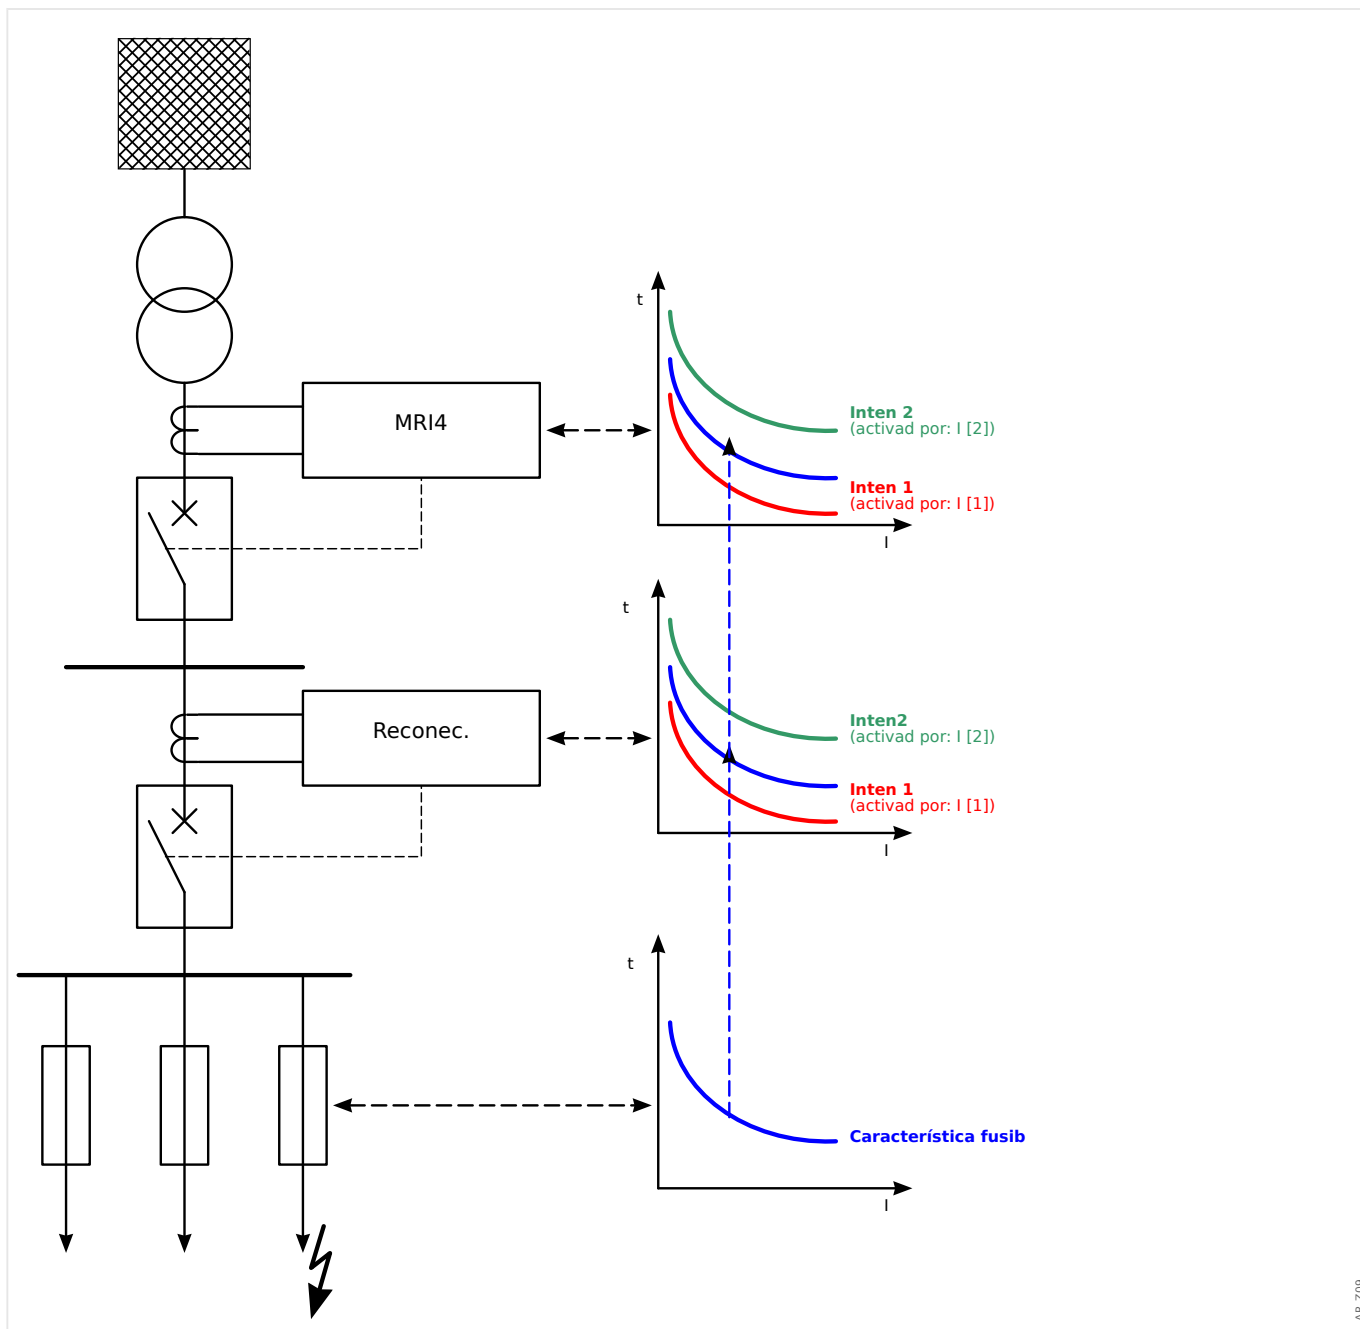 t
MRI4
Inten 2
(activad por: I [2])
Inten 1
(activad por: I [1])
I
t
Reconec.
Inten2
(activad por: I [2])
Inten 1
(activad por: I [1])
I
t
Característica fusib
I